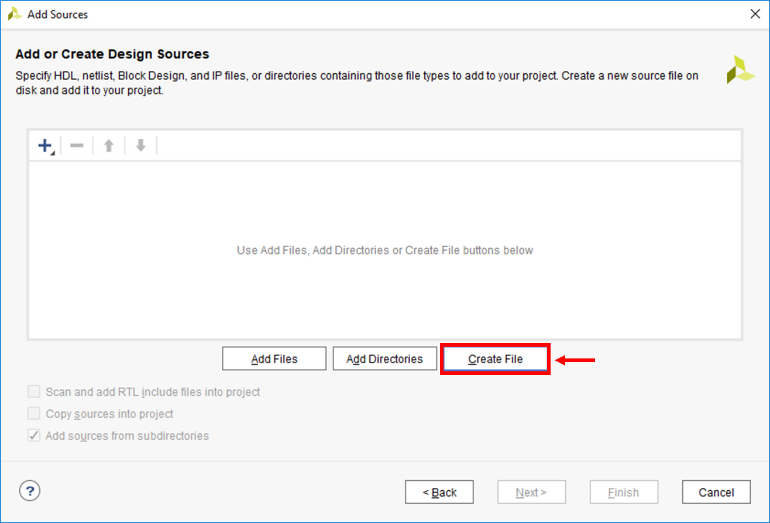 Add Sources
Add or Create Design Sources
Specify HDL, netlist, Block Design, and IP files, or directories containing those file types to add to your project. Create a new source file on
disk and add it to your project.
Use Add Files, Add Directories or Create File buttons below
Add Files Add Directories Create File
Scan and add RTL include files into project
Copy sources into project
Add sources from subdirectories
? < Back Next > Finish Cancel